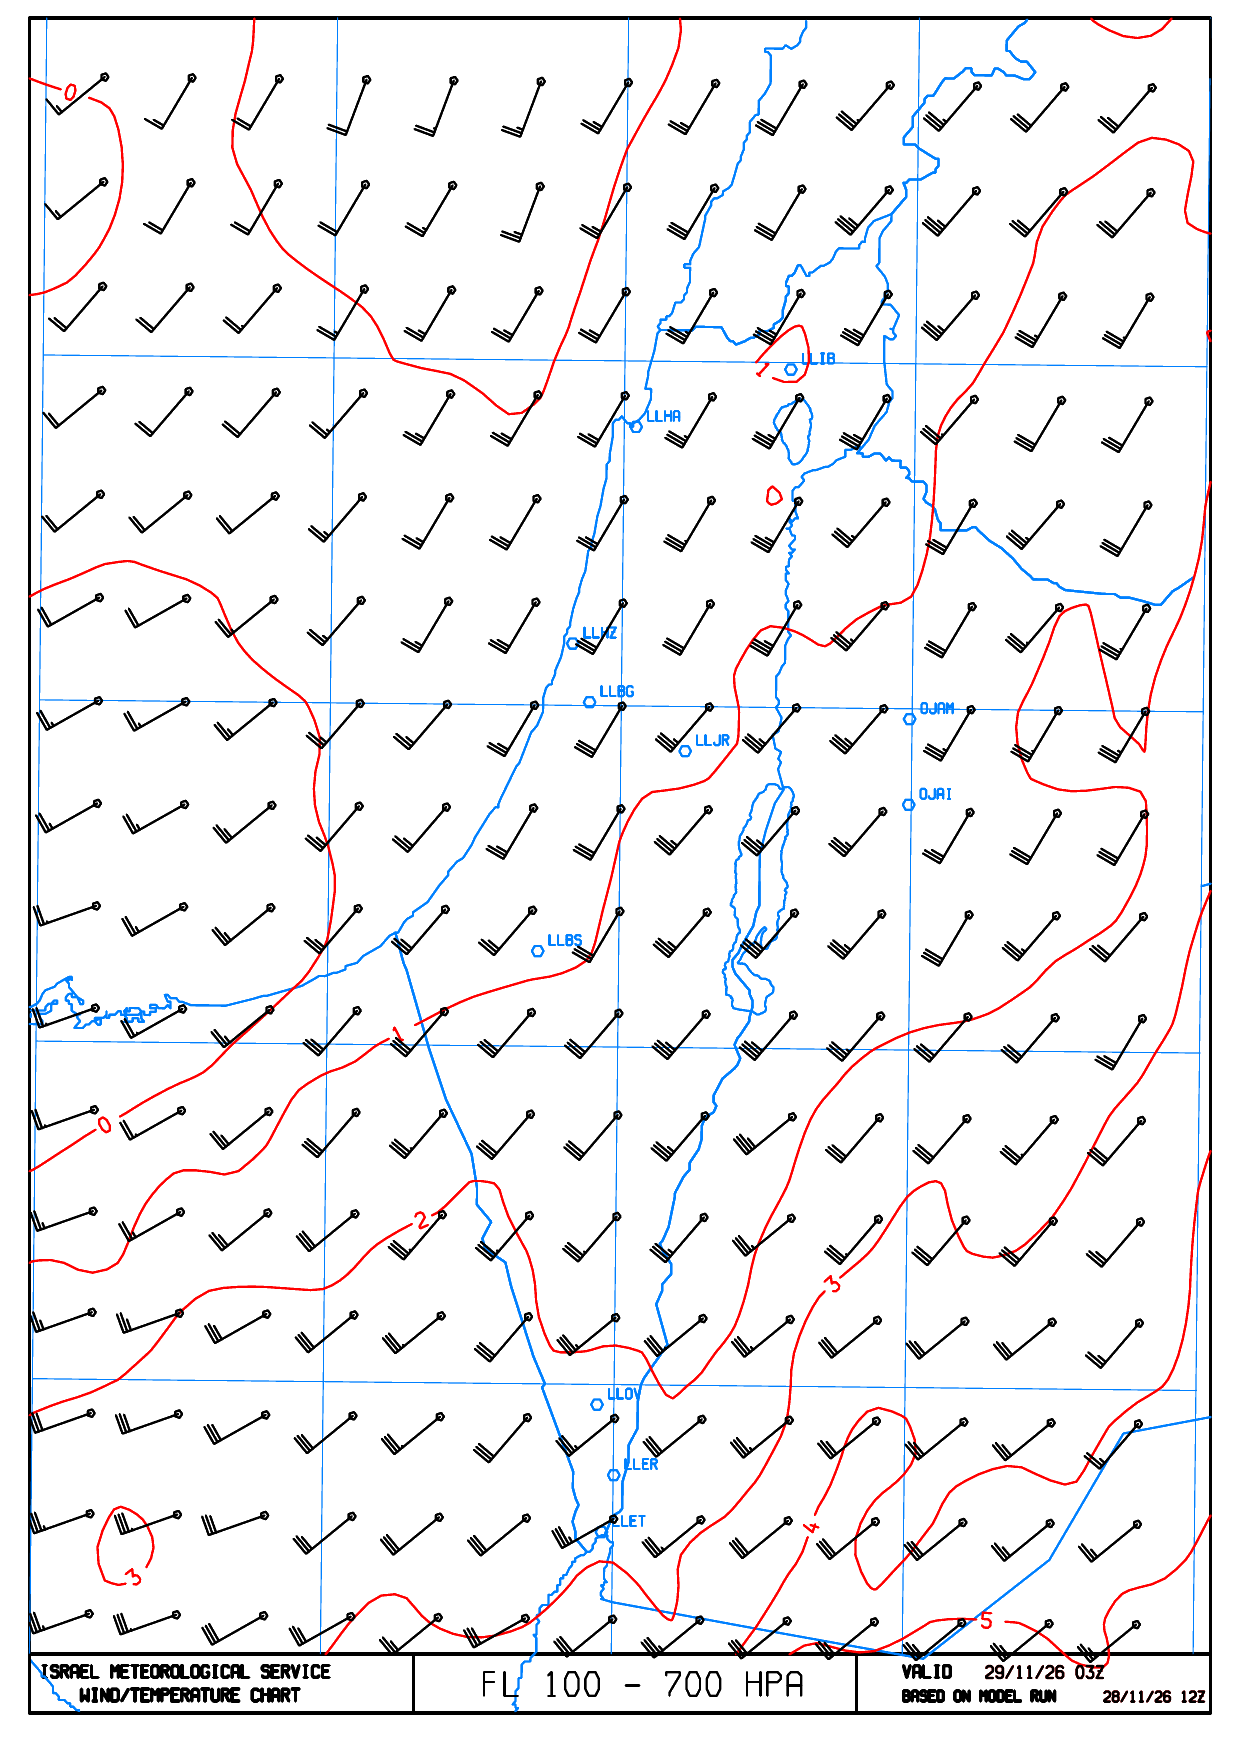 0
LLIB
1
LLHA
LLHZ
LLBG
OJAM
LLJR
OJAI
LLBS
1
0
2
3
LLOV
LLER
LLET
4
3
5
ISRAEL METEOROLOGICAL SERVICE
WIND/TEMPERATURE CHART
FL 100 - 700 HPA
VALID 29/11/26 03Z
BASED ON MODEL RUN 28/11/26 12Z